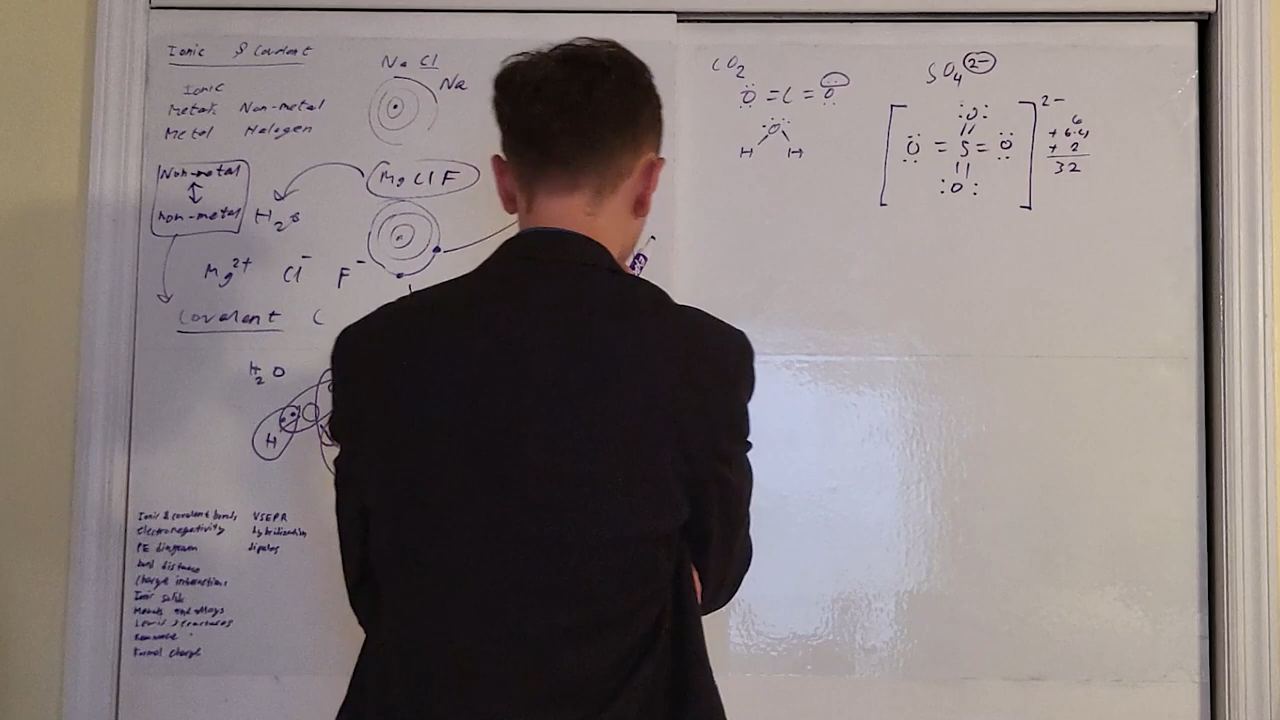 Ionic & Covalent
Ionic
Metal Non-metal
Metal Halogen
Non-metal
non-metal
H2S
Mg2+ Cl- F-
Covalent C
H2O
H
Na Cl
Na
MgClF
Ionic & covalent bonds
electronegativity
PE diagram
bond distance
charge interactions
Ionic solids
Metals and alloys
Lewis structures
Resonance
Formal charge
VSEPR
hybridization
dipoles
CO2
O = C = O
O
H H
SO4 2-
O
O = S = O
O
2-
6
+ 6·4
+ 2
32